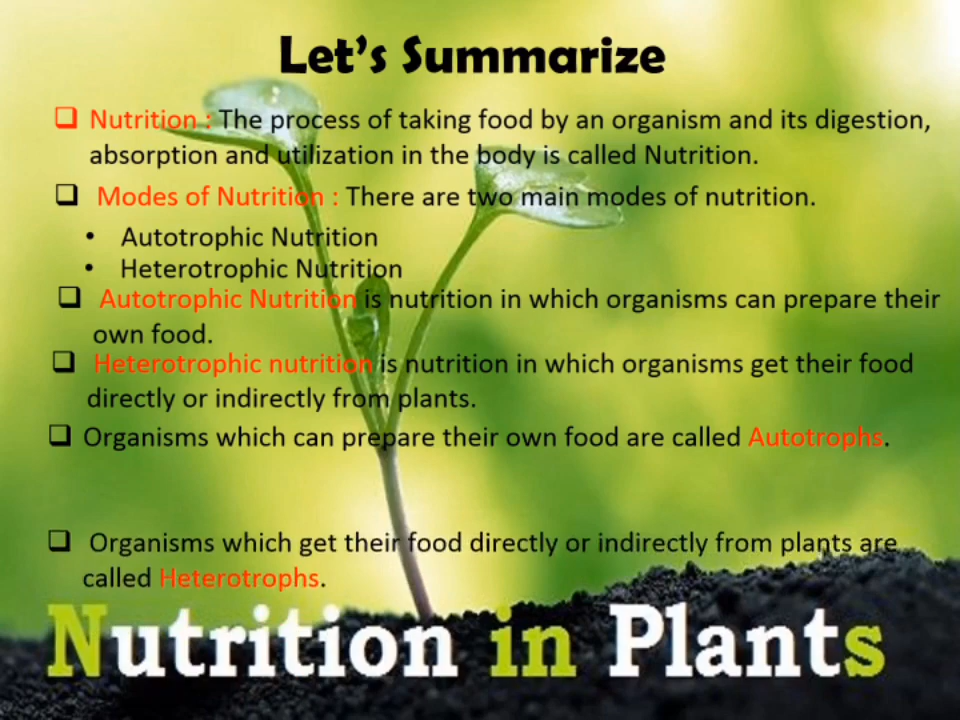 Let's Summarize
Nutrition : The process of taking food by an organism and its digestion,
absorption and utilization in the body is called Nutrition.
Modes of Nutrition : There are two main modes of nutrition.
• Autotrophic Nutrition
• Heterotrophic Nutrition
Autotrophic Nutrition is nutrition in which organisms can prepare their
own food.
Heterotrophic nutrition is nutrition in which organisms get their food
directly or indirectly from plants.
Organisms which can prepare their own food are called Autotrophs.
Organisms which get their food directly or indirectly from plants are
called Heterotrophs.
Nutrition in Plants